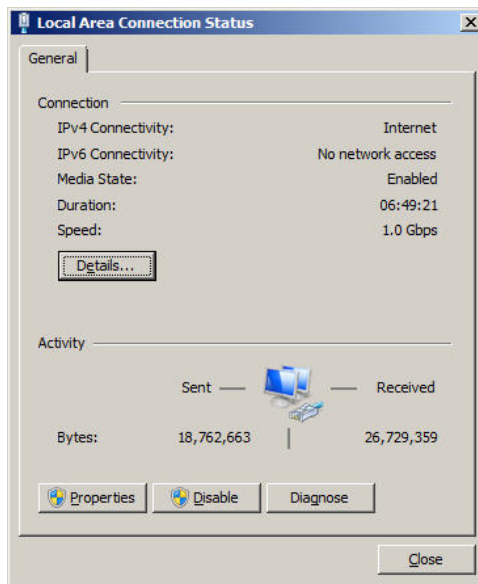 Local Area Connection Status
General
Connection
IPv4 Connectivity: Internet
IPv6 Connectivity: No network access
Media State: Enabled
Duration: 06:49:21
Speed: 1.0 Gbps
Details...
Activity
Sent Received
Bytes: 18,762,663 26,729,359
Properties Disable Diagnose
Close